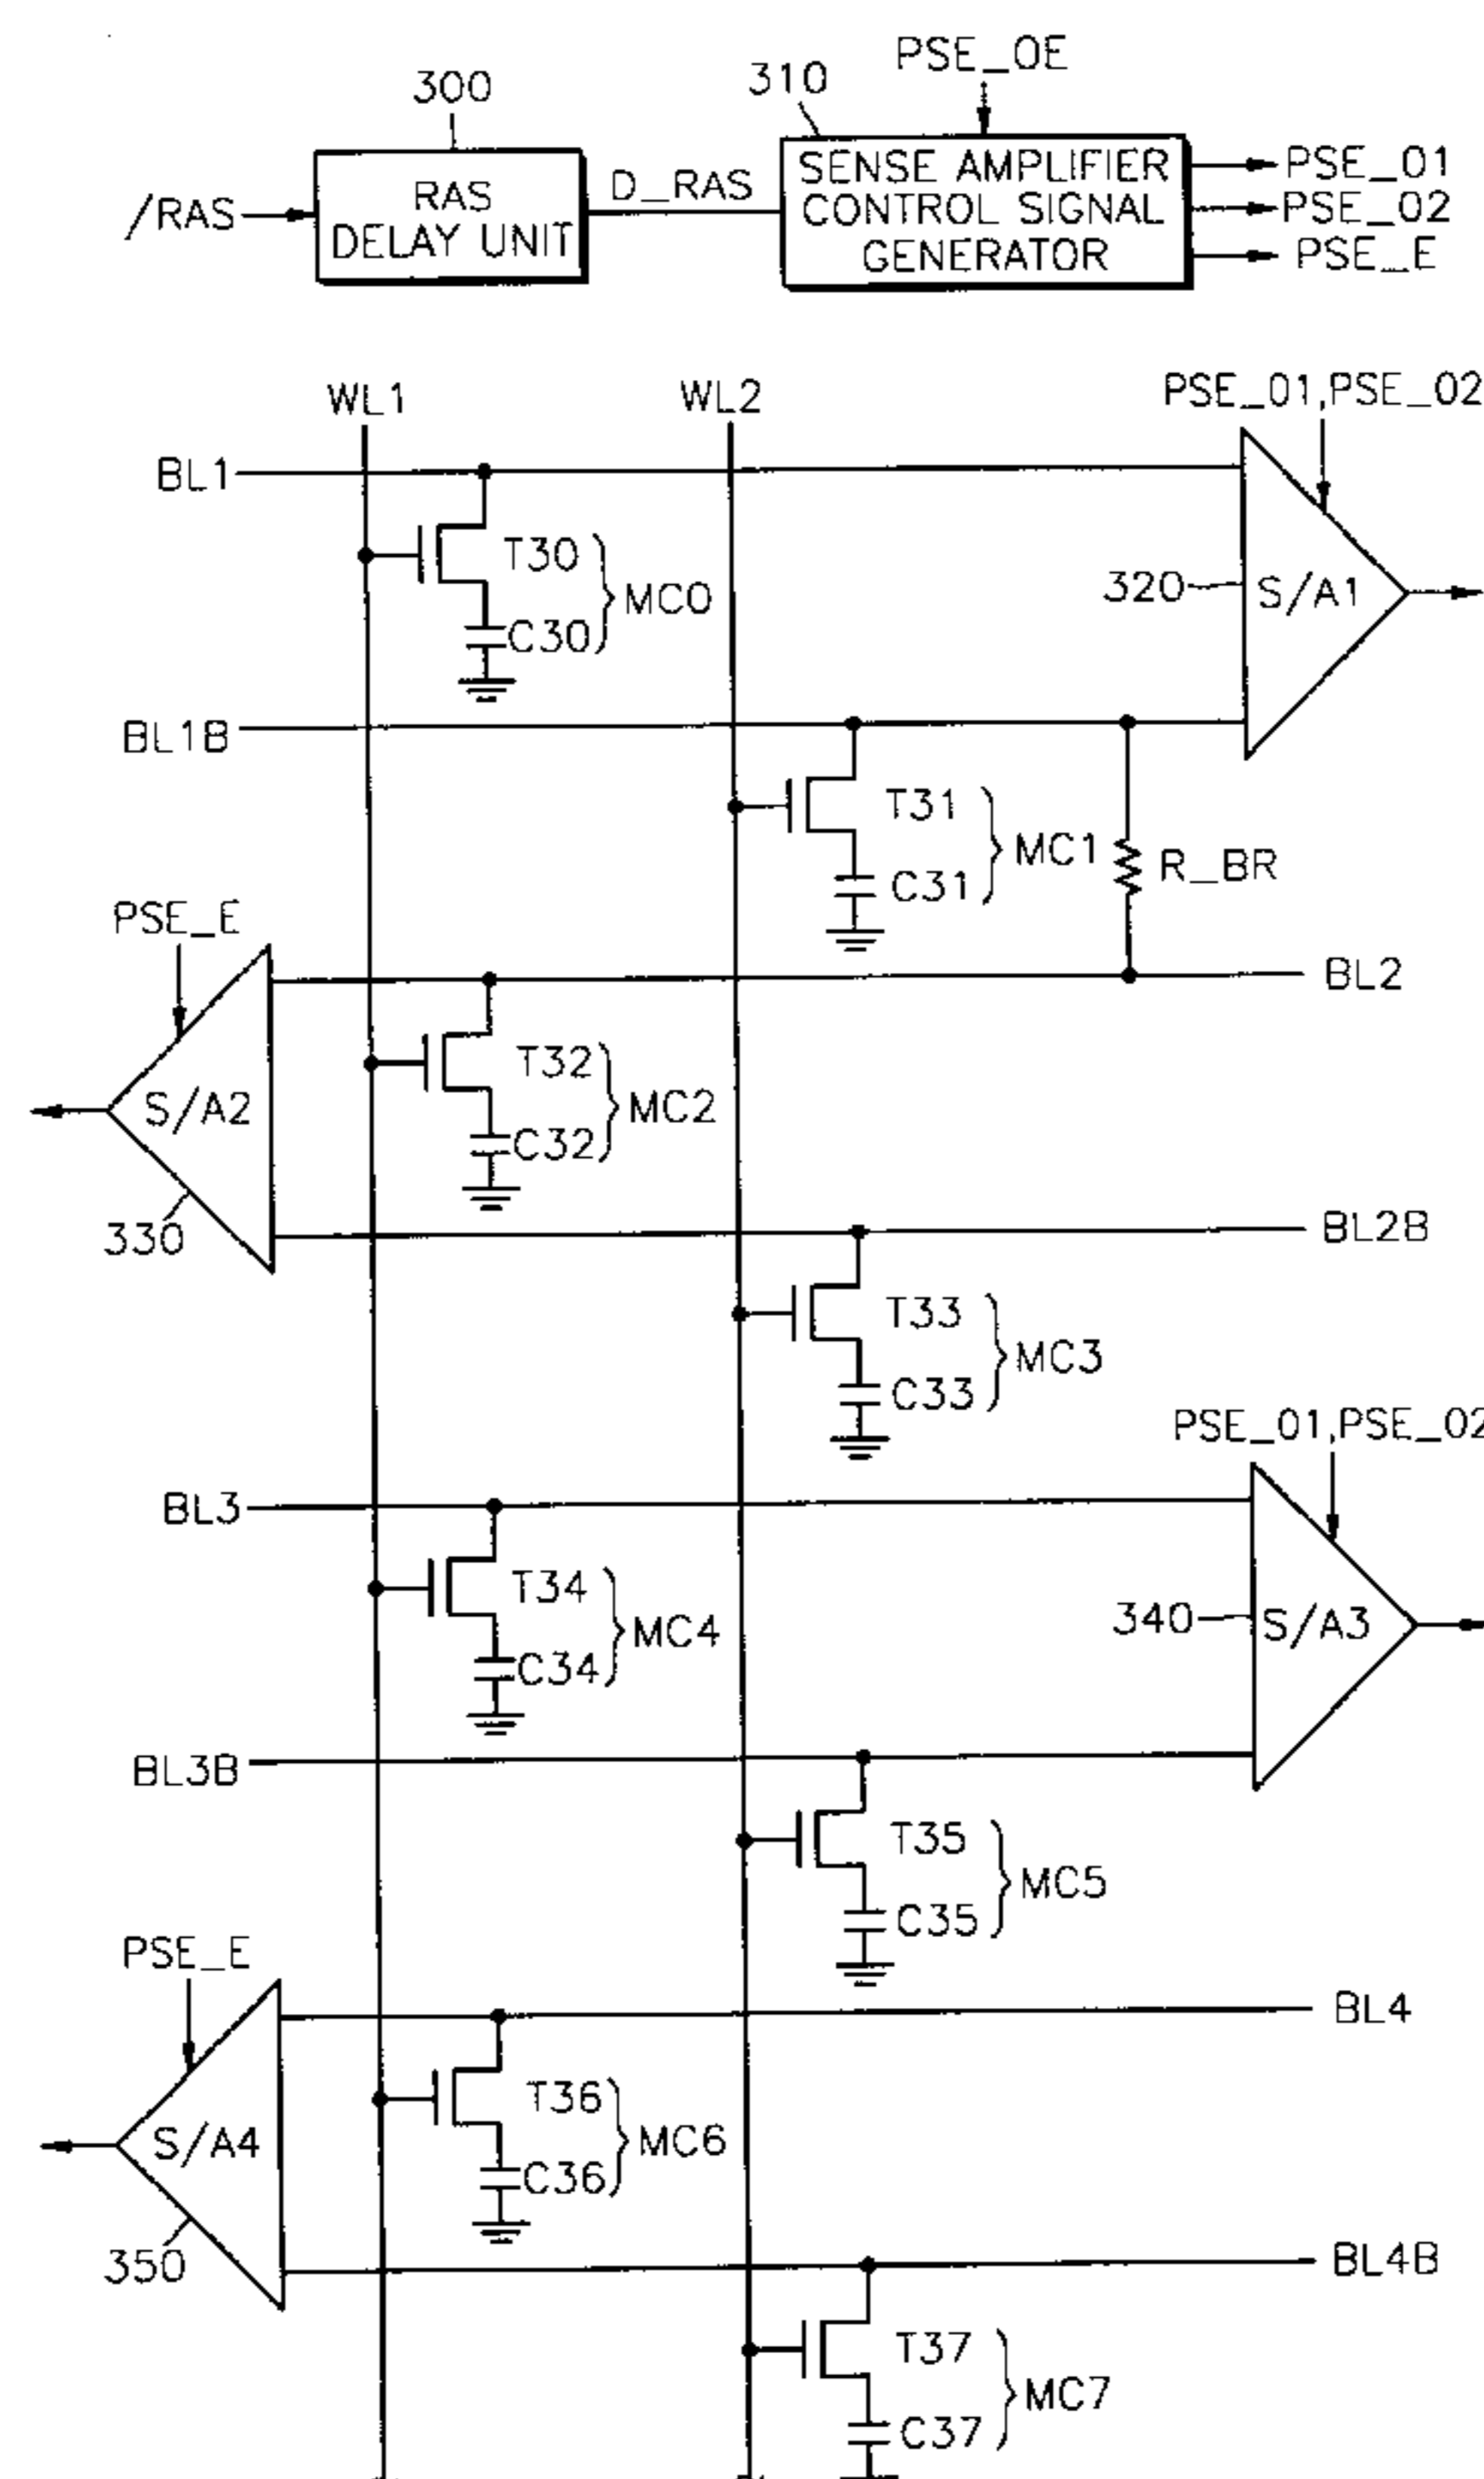 PSE_OE
300
310
/RAS
RAS
DELAY UNIT
D_RAS
SENSE AMPLIFIER
CONTROL SIGNAL
GENERATOR
PSE_01
PSE_02
PSE_E
WL1
WL2
PSE_01,PSE_02
BL1
T30
C30
MC0
320
S/A1
BL1B
T31
C31
MC1
R_BR
PSE_E
BL2
S/A2
T32
C32
MC2
330
BL2B
T33
C33
MC3
PSE_01,PSE_02
BL3
T34
C34
MC4
340
S/A3
BL3B
T35
C35
MC5
PSE_E
BL4
S/A4
T36
C36
MC6
350
BL4B
T37
C37
MC7